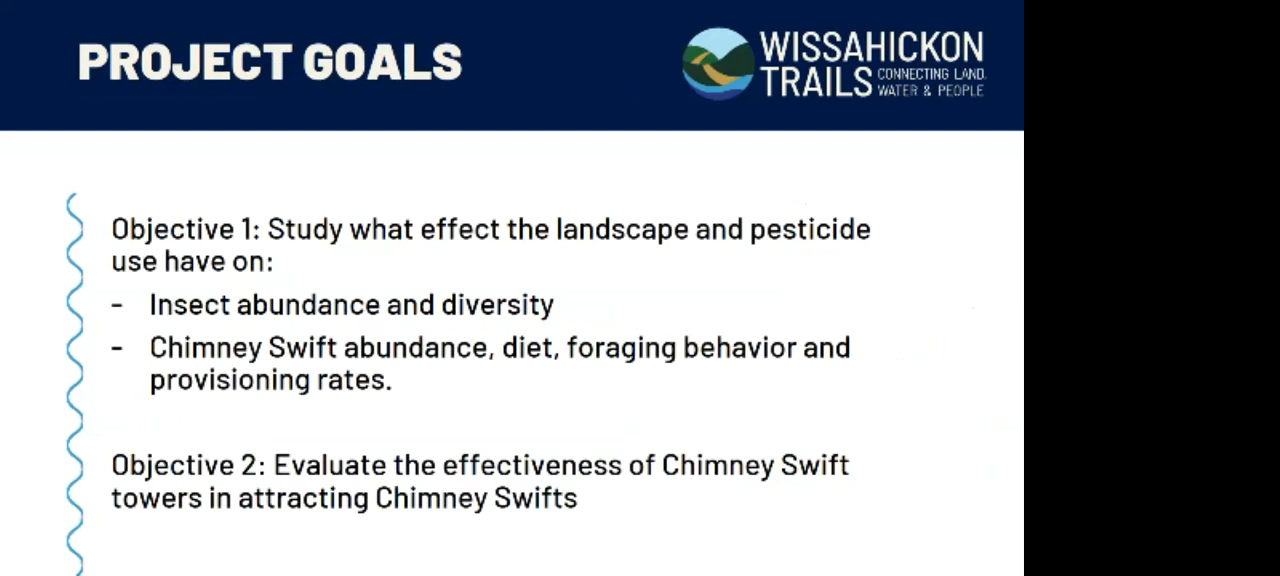 PROJECT GOALS
WISSAHICKON
TRAILS CONNECTING LAND,
WATER & PEOPLE
Objective 1: Study what effect the landscape and pesticide
use have on:
- Insect abundance and diversity
- Chimney Swift abundance, diet, foraging behavior and
provisioning rates.
Objective 2: Evaluate the effectiveness of Chimney Swift
towers in attracting Chimney Swifts